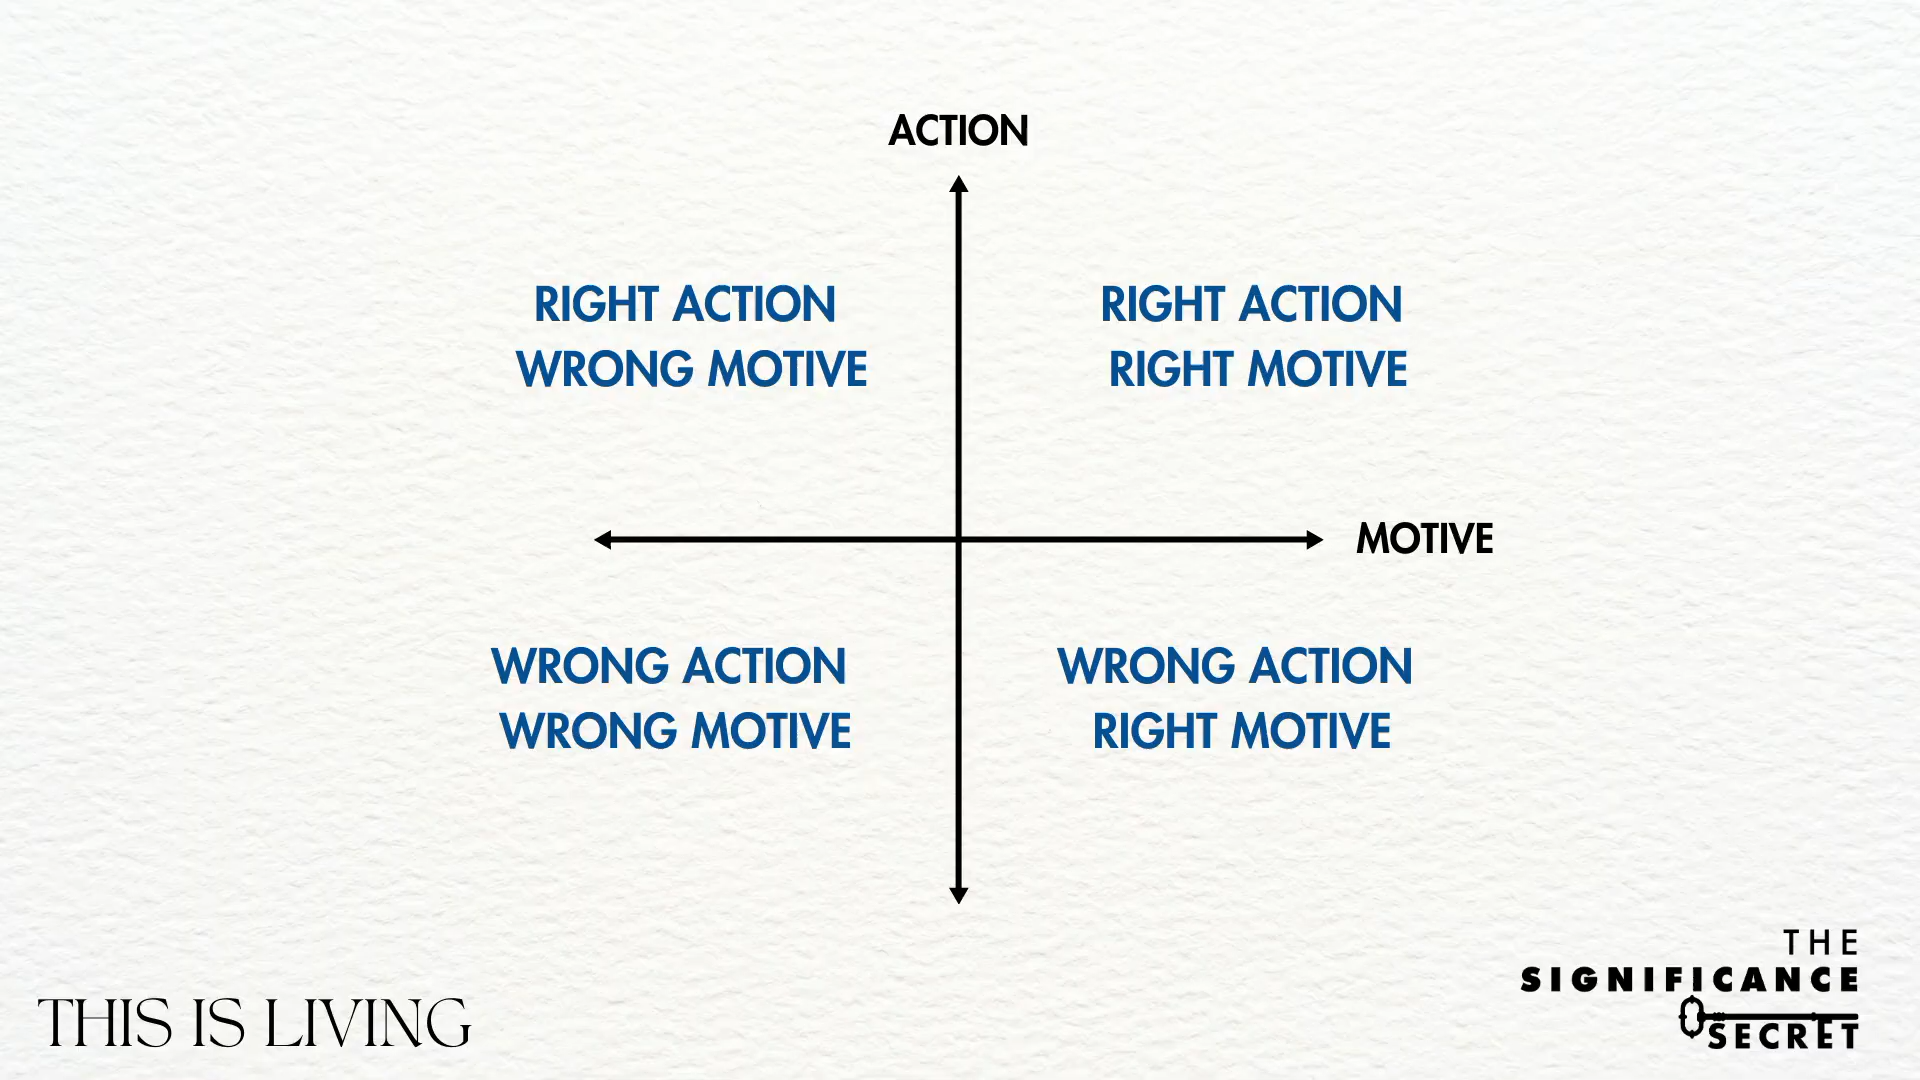 ACTION
RIGHT ACTION
WRONG MOTIVE
RIGHT ACTION
RIGHT MOTIVE
MOTIVE
WRONG ACTION
WRONG MOTIVE
WRONG ACTION
RIGHT MOTIVE
THIS IS LIVING
THE
SIGNIFICANCE
SECRET